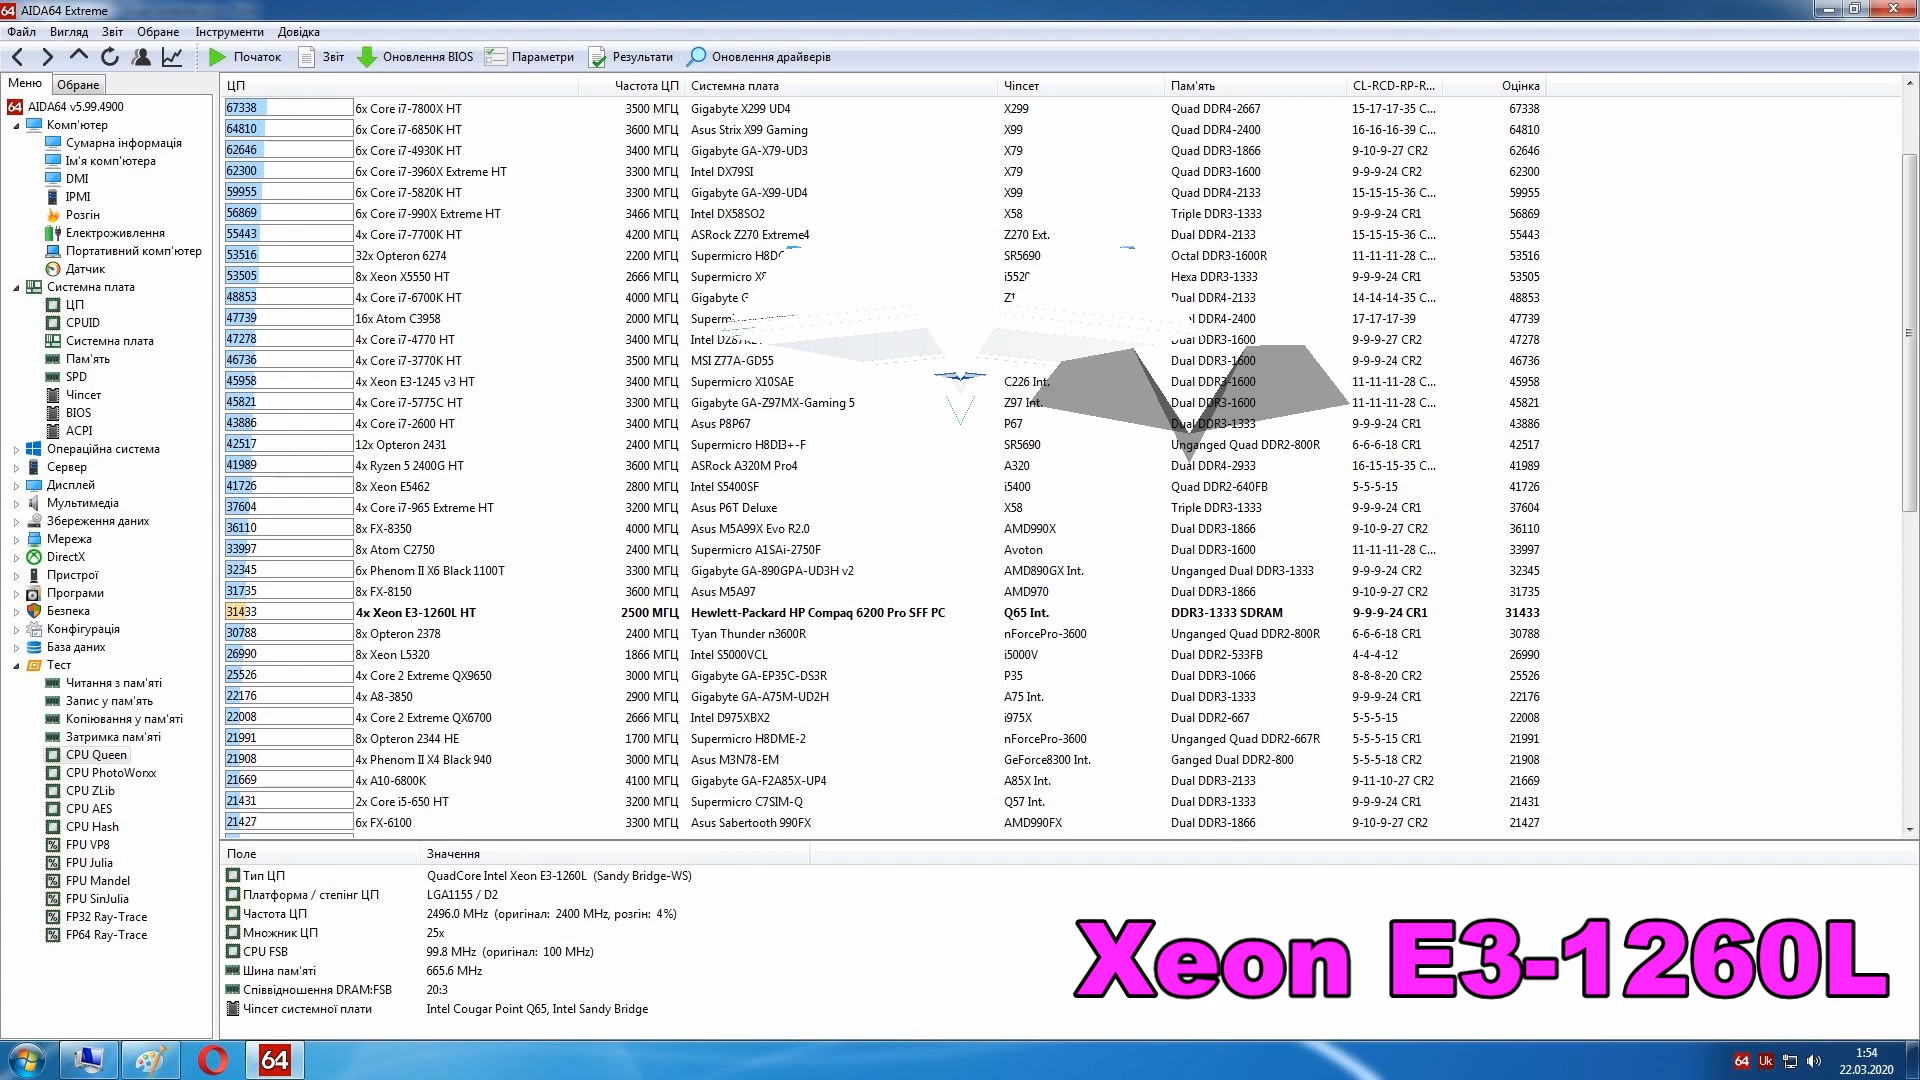 AIDA64 Extreme
Файл Вигляд Звіт Обране Інструменти Довідка
Початок Звіт Оновлення BIOS Параметри Результати Оновлення драйверів
Меню Обране
AIDA64 v5.99.4900
Комп'ютер
Сумарна інформація
Ім'я комп'ютера
DMI
IPMI
Розгін
Електроживлення
Портативний комп'ютер
Датчик
Системна плата
ЦП
CPUID
Системна плата
Пам'ять
SPD
Чіпсет
BIOS
ACPI
Операційна система
Сервер
Дисплей
Мультимедіа
Збереження даних
Мережа
DirectX
Пристрої
Програми
Безпека
Конфігурація
База даних
Тест
Читання з пам'яті
Запис у пам'ять
Копіювання у пам'яті
Затримка пам'яті
CPU Queen
CPU PhotoWorxx
CPU ZLib
CPU AES
CPU Hash
FPU VP8
FPU Julia
FPU Mandel
FPU SinJulia
FP32 Ray-Trace
FP64 Ray-Trace
ЦП Частота ЦП Системна плата Чіпсет Пам'ять CL-RCD-RP-R... Оцінка
67338 6x Core i7-7800X HT 3500 МГЦ Gigabyte X299 UD4 X299 Quad DDR4-2667 15-17-17-35 C... 67338
64810 6x Core i7-6850K HT 3600 МГЦ Asus Strix X99 Gaming X99 Quad DDR4-2400 16-16-16-39 C... 64810
62646 6x Core i7-4930K HT 3400 МГЦ Gigabyte GA-X79-UD3 X79 Quad DDR3-1866 9-10-9-27 CR2 62646
62300 6x Core i7-3960X Extreme HT 3300 МГЦ Intel DX79SI X79 Quad DDR3-1600 9-9-9-24 CR2 62300
59955 6x Core i7-5820K HT 3300 МГЦ Gigabyte GA-X99-UD4 X99 Quad DDR4-2133 15-15-15-36 C... 59955
56869 6x Core i7-990X Extreme HT 3466 МГЦ Intel DX58SO2 X58 Triple DDR3-1333 9-9-9-24 CR1 56869
55443 4x Core i7-7700K HT 4200 МГЦ ASRock Z270 Extreme4 Z270 Ext. Dual DDR4-2133 15-15-15-36 C... 55443
53516 32x Opteron 6274 2200 МГЦ Supermicro SR5690 Octal DDR3-1600R 11-11-11-28 C... 53516
53505 8x Xeon X5550 HT 2666 МГЦ Supermicro i5520 Hexa DDR3-1333 9-9-9-24 CR1 53505
48853 4x Core i7-6700K HT 4000 МГЦ Gigabyte Dual DDR4-2133 14-14-14-35 C... 48853
47739 16x Atom C3958 2000 МГЦ DDR4-2400 17-17-17-39 47739
47278 4x Core i7-4770 HT 3400 МГЦ Intel Dual DDR3-1600 9-9-9-27 CR2 47278
46736 4x Core i7-3770K HT 3500 МГЦ MSI Z77A-GD55 Dual DDR3-1600 9-9-9-24 CR2 46736
45958 4x Xeon E3-1245 v3 HT 3400 МГЦ Supermicro X10SAE C226 Int. Dual DDR3-1600 11-11-11-28 C... 45958
45821 4x Core i7-5775C HT 3300 МГЦ Gigabyte GA-Z97MX-Gaming 5 Z97 Int. Dual DDR3-1600 11-11-11-28 C... 45821
43886 4x Core i7-2600 HT 3400 МГЦ Asus P8P67 P67 Dual DDR3-1333 9-9-9-24 CR1 43886
42517 12x Opteron 2431 2400 МГЦ Supermicro H8DI3+-F SR5690 Unganged Quad DDR2-800R 6-6-6-18 CR1 42517
41989 4x Ryzen 5 2400G HT 3600 МГЦ ASRock A320M Pro4 A320 Dual DDR4-2933 16-15-15-35 C... 41989
41726 8x Xeon E5462 2800 МГЦ Intel S5400SF i5400 Quad DDR2-640FB 5-5-5-15 41726
37604 4x Core i7-965 Extreme HT 3200 МГЦ Asus P6T Deluxe X58 Triple DDR3-1333 9-9-9-24 CR1 37604
36110 8x FX-8350 4000 МГЦ Asus M5A99X Evo R2.0 AMD990X Dual DDR3-1866 9-10-9-27 CR2 36110
33997 8x Atom C2750 2400 МГЦ Supermicro A1SAi-2750F Avoton Dual DDR3-1600 11-11-11-28 C... 33997
32345 6x Phenom II X6 Black 1100T 3300 МГЦ Gigabyte GA-890GPA-UD3H v2 AMD890GX Int. Unganged Dual DDR3-1333 9-9-9-24 CR2 32345
31735 8x FX-8150 3600 МГЦ Asus M5A97 AMD970 Dual DDR3-1866 9-10-9-27 CR2 31735
31433 4x Xeon E3-1260L HT 2500 МГЦ Hewlett-Packard HP Compaq 6200 Pro SFF PC Q65 Int. DDR3-1333 SDRAM 9-9-9-24 CR1 31433
30788 8x Opteron 2378 2400 МГЦ Tyan Thunder n3600R nForcePro-3600 Unganged Quad DDR2-800R 6-6-6-18 CR1 30788
26990 8x Xeon L5320 1866 МГЦ Intel S5000VCL i5000V Dual DDR2-533FB 4-4-4-12 26990
25526 4x Core 2 Extreme QX9650 3000 МГЦ Gigabyte GA-EP35C-DS3R P35 Dual DDR3-1066 8-8-8-20 CR2 25526
22176 4x A8-3850 2900 МГЦ Gigabyte GA-A75M-UD2H A75 Int. Dual DDR3-1333 9-9-9-24 CR1 22176
22008 4x Core 2 Extreme QX6700 2666 МГЦ Intel D975XBX2 i975X Dual DDR2-667 5-5-5-15 22008
21991 8x Opteron 2344 HE 1700 МГЦ Supermicro H8DME-2 nForcePro-3600 Unganged Quad DDR2-667R 5-5-5-15 CR1 21991
21908 4x Phenom II X4 Black 940 3000 МГЦ Asus M3N78-EM GeForce8300 Int. Ganged Dual DDR2-800 5-5-5-18 CR2 21908
21669 4x A10-6800K 4100 МГЦ Gigabyte GA-F2A85X-UP4 A85X Int. Dual DDR3-2133 9-11-10-27 CR2 21669
21431 2x Core i5-650 HT 3200 МГЦ Supermicro C7SIM-Q Q57 Int. Dual DDR3-1333 9-9-9-24 CR1 21431
21427 6x FX-6100 3300 МГЦ Asus Sabertooth 990FX AMD990FX Dual DDR3-1866 9-10-9-27 CR2 21427
Поле Значення
Тип ЦП QuadCore Intel Xeon E3-1260L (Sandy Bridge-WS)
Платформа / степінг ЦП LGA1155 / D2
Частота ЦП 2496.0 MHz (оригінал: 2400 MHz, розгін: 4%)
Множник ЦП 25x
CPU FSB 99.8 MHz (оригінал: 100 MHz)
Шина пам'яті 665.6 MHz
Співвідношення DRAM:FSB 20:3
Чіпсет системної плати Intel Cougar Point Q65, Intel Sandy Bridge
Xeon E3-1260L
64 64 Uk 1:54
22.03.2020